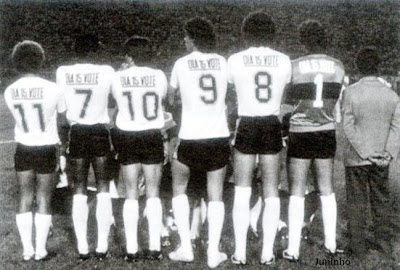 DIA 15 VOTE
11
DIA 15 VOTE
7
DIA 15 VOTE
10
DIA 15 VOTE
9
DIA 15 VOTE
8
1
Juninho